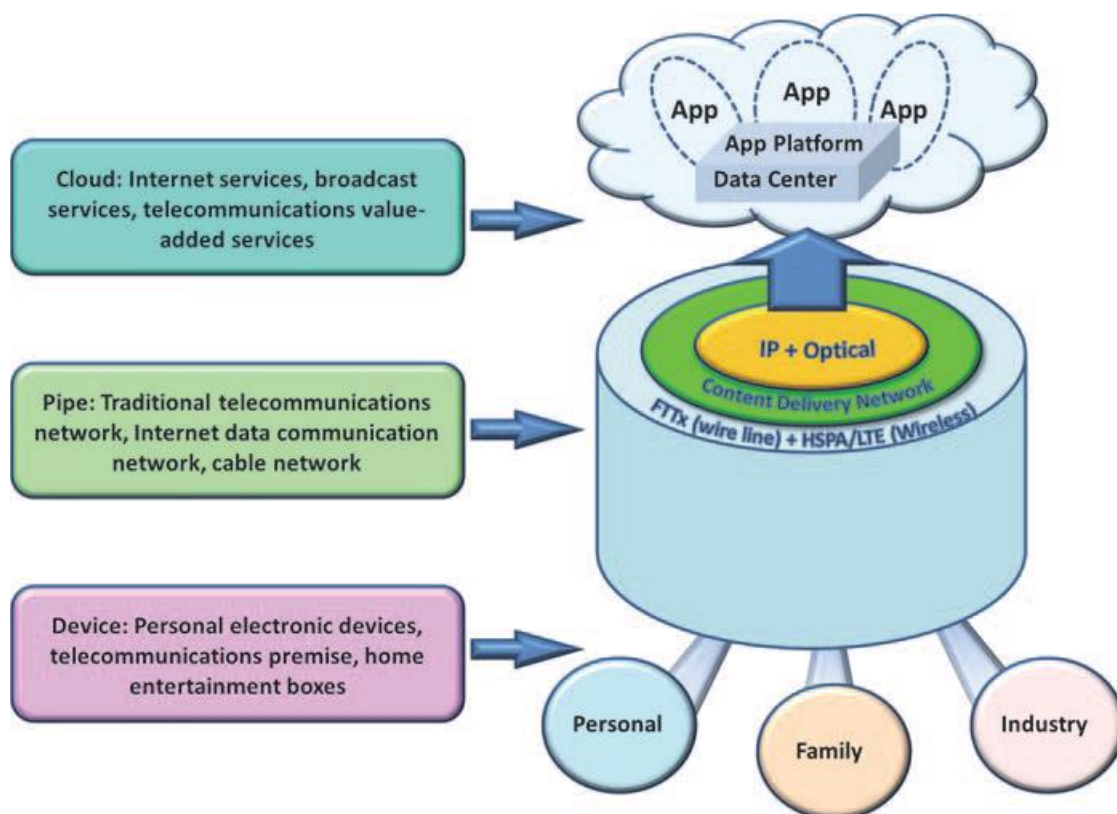 App
App
App
App Platform
Data Center
Cloud: Internet services, broadcast
services, telecommunications value-
added services
IP + Optical
Content Delivery Network
FTTx (wire line) + HSPA/LTE (Wireless)
Pipe: Traditional telecommunications
network, Internet data communication
network, cable network
Device: Personal electronic devices,
telecommunications premise, home
entertainment boxes
Personal
Family
Industry